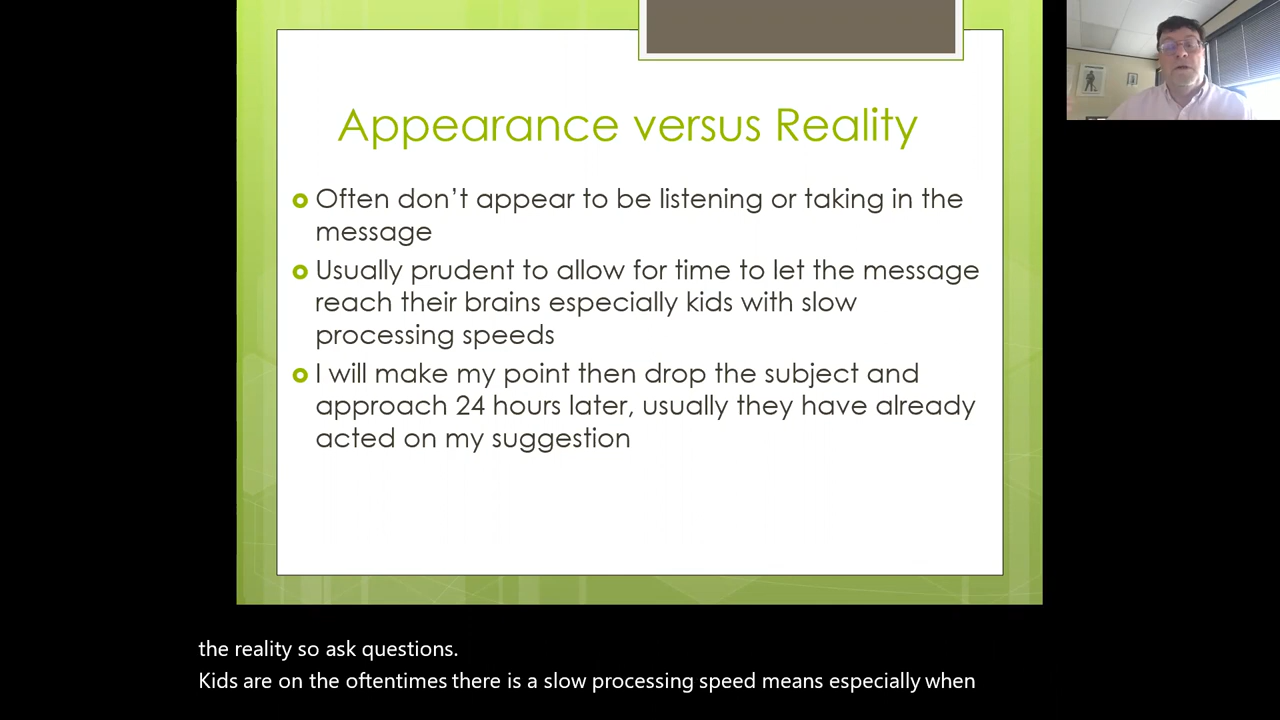 Appearance versus Reality
Often don’t appear to be listening or taking in the
message
Usually prudent to allow for time to let the message
reach their brains especially kids with slow
processing speeds
I will make my point then drop the subject and
approach 24 hours later, usually they have already
acted on my suggestion
the reality so ask questions.
Kids are on the oftentimes there is a slow processing speed means especially when